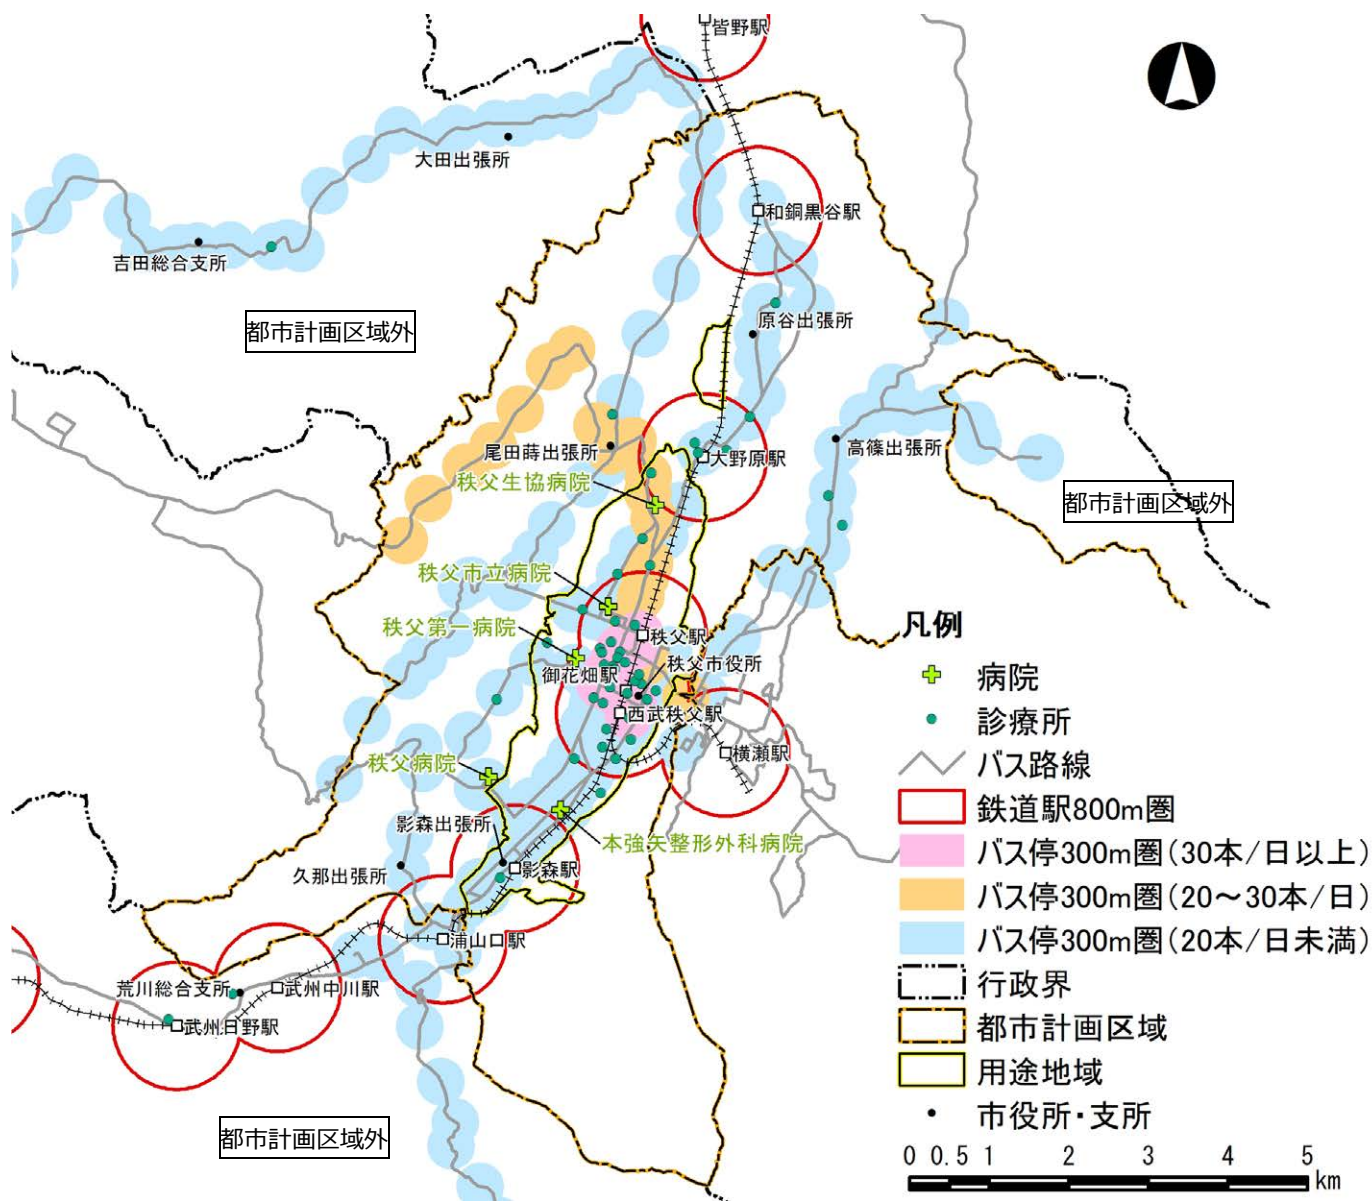 皆野駅
大田出張所
和銅黒谷駅
吉田総合支所
都市計画区域外
原谷出張所
尾田蒔出張所
大野原駅
高篠出張所
秩父生協病院
都市計画区域外
秩父市立病院
秩父第一病院
秩父駅
秩父市役所
御花畑駅
西武秩父駅
横瀬駅
秩父病院
影森出張所
本強矢整形外科病院
影森駅
久那出張所
浦山口駅
荒川総合支所
武州中川駅
武州日野駅
都市計画区域外
凡例
病院
診療所
バス路線
鉄道駅800m圏
バス停300m圏(30本/日以上)
バス停300m圏(20~30本/日)
バス停300m圏(20本/日未満)
行政界
都市計画区域
用途地域
市役所・支所
0 0.5 1 2 3 4 5
km